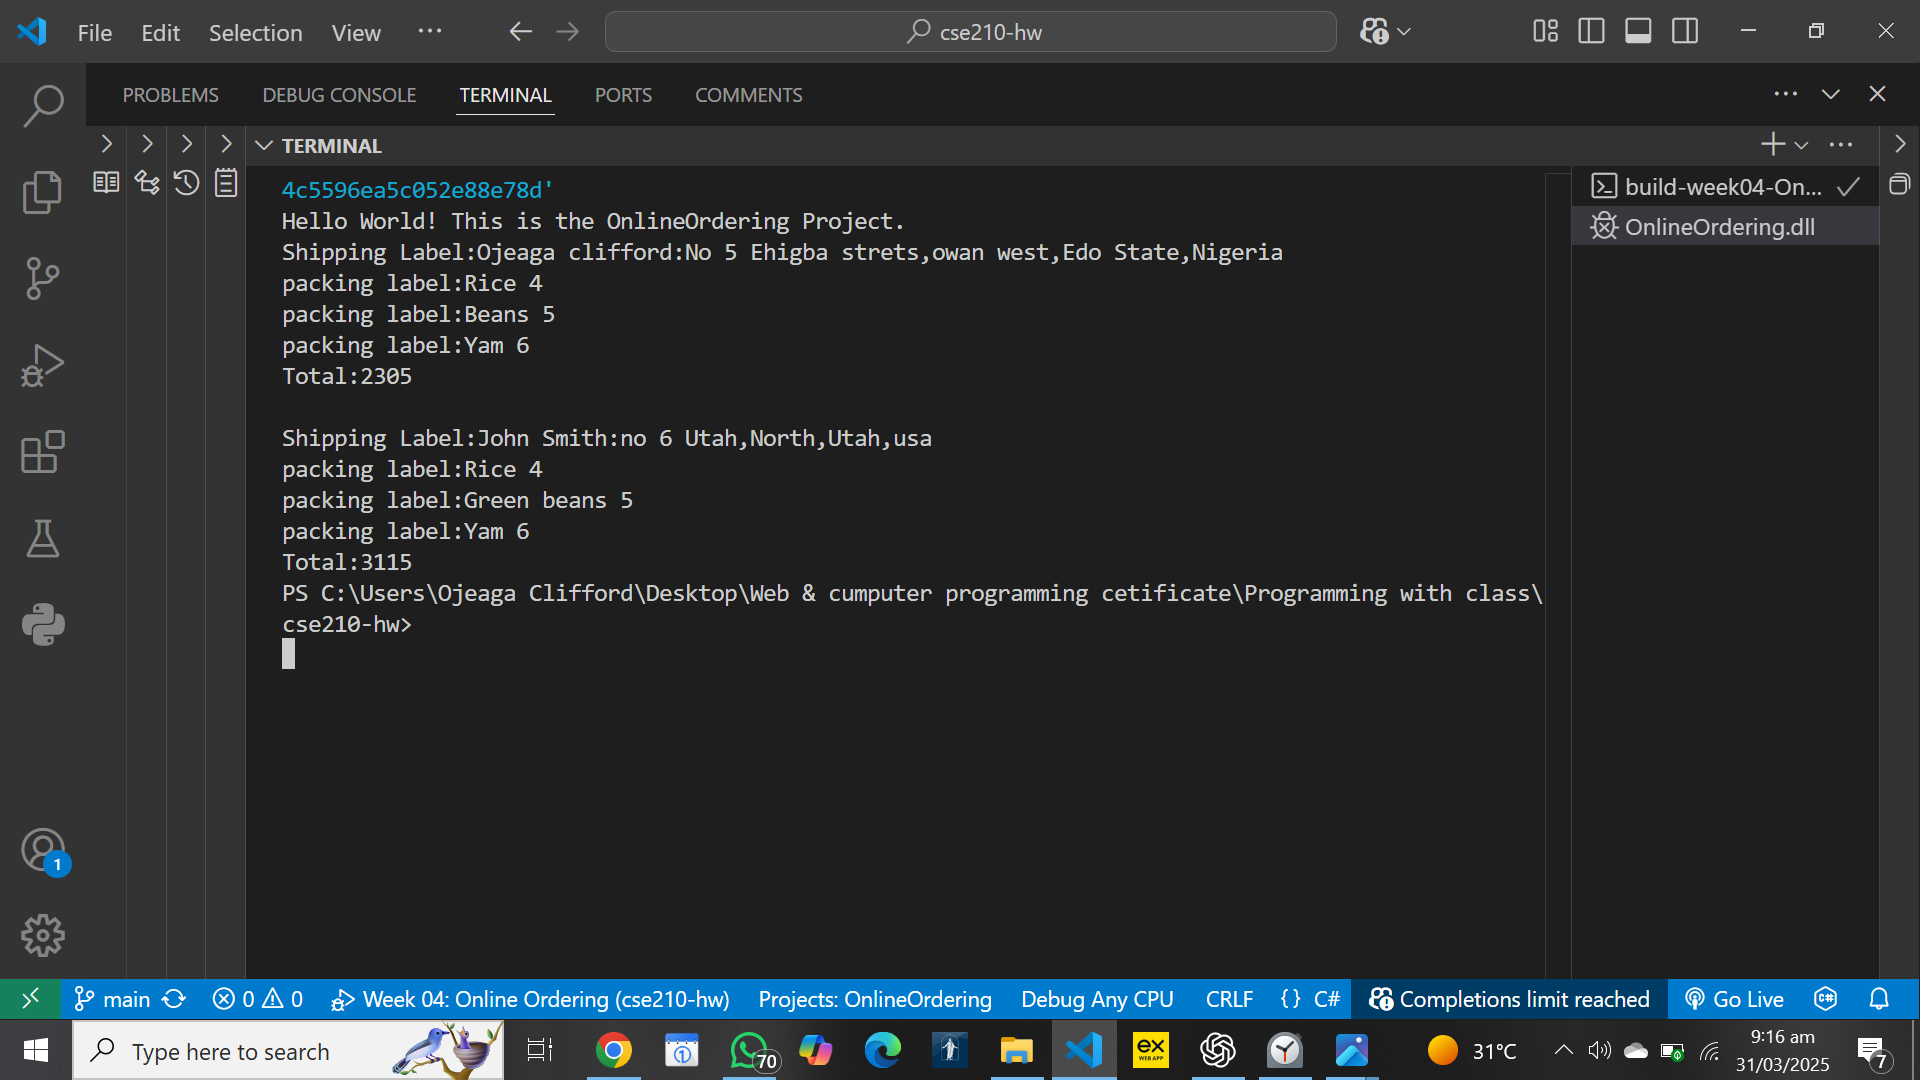 File Edit Selection View ···
cse210-hw
PROBLEMS DEBUG CONSOLE TERMINAL PORTS COMMENTS
TERMINAL
4c5596ea5c052e88e78d'
Hello World! This is the OnlineOrdering Project.
Shipping Label:Ojeaga clifford:No 5 Ehigba strets,owan west,Edo State,Nigeria
packing label:Rice 4
packing label:Beans 5
packing label:Yam 6
Total:2305
Shipping Label:John Smith:no 6 Utah,North,Utah,usa
packing label:Rice 4
packing label:Green beans 5
packing label:Yam 6
Total:3115
PS C:\Users\Ojeaga Clifford\Desktop\Web & cumputer programming cetificate\Programming with class\
cse210-hw>
build-week04-On...
OnlineOrdering.dll
1
main 0 0 Week 04: Online Ordering (cse210-hw) Projects: OnlineOrdering Debug Any CPU CRLF {} C# Completions limit reached Go Live
Type here to search
70
ex
WEB APP
31°C
9:16 am
31/03/2025
7